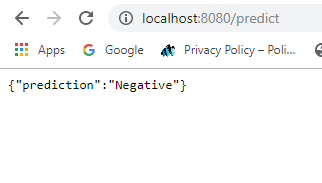 localhost:8080/predict
Apps Google Privacy Policy – Poli...
{"prediction":"Negative"}